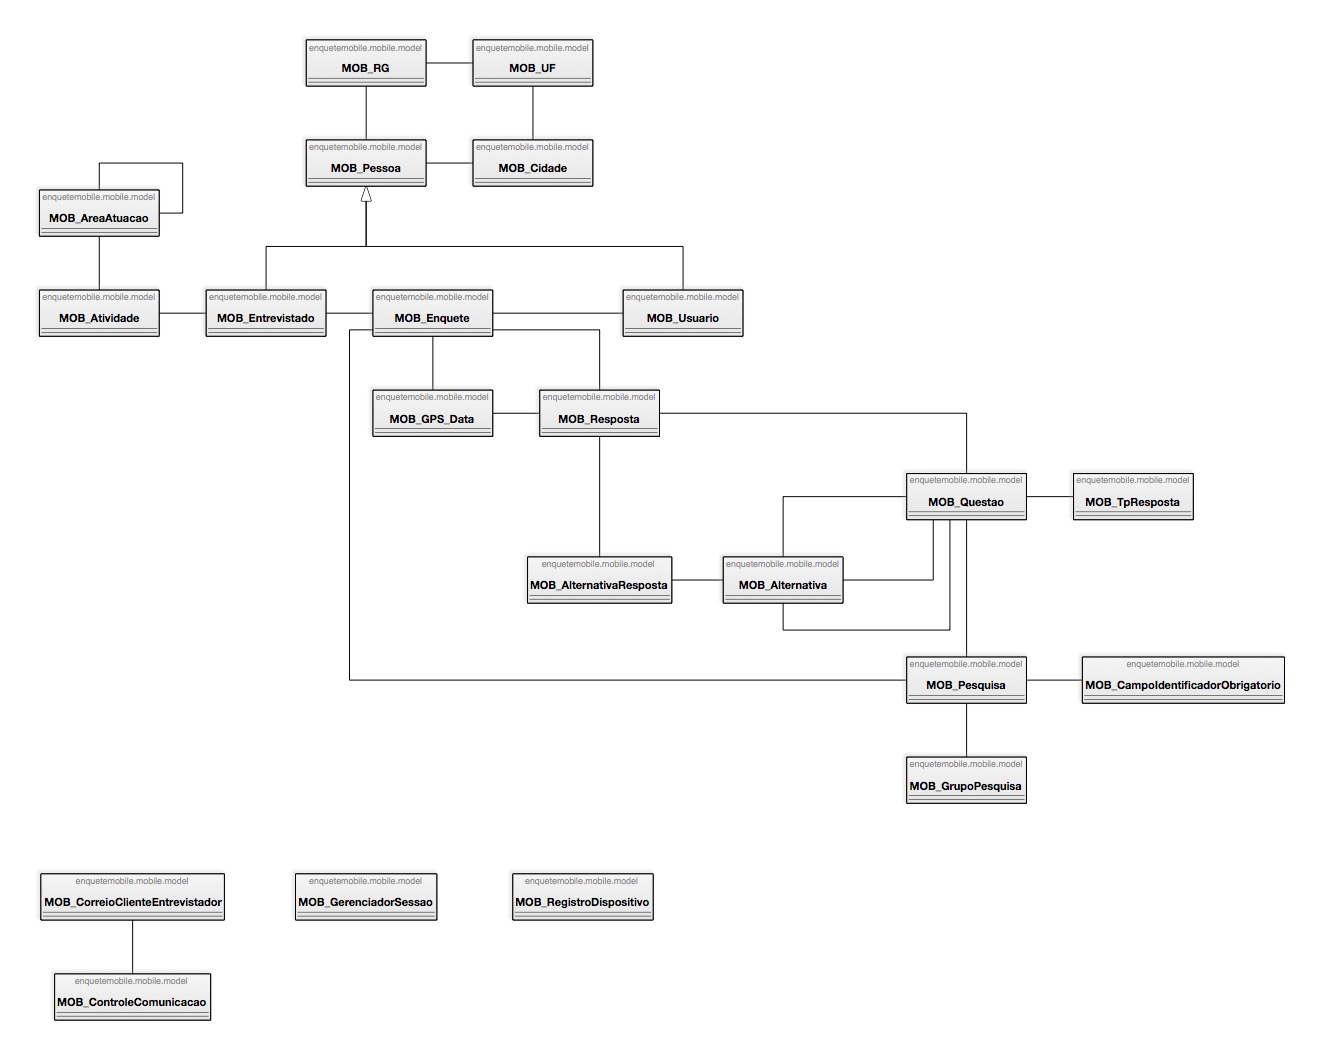 enquetemobile.mobile.model
MOB_RG
enquetemobile.mobile.model
MOB_UF
enquetemobile.mobile.model
MOB_Pessoa
enquetemobile.mobile.model
MOB_Cidade
enquetemobile.mobile.model
MOB_AreaAtuacao
enquetemobile.mobile.model
MOB_Atividade
enquetemobile.mobile.model
MOB_Entrevistado
enquetemobile.mobile.model
MOB_Enquete
enquetemobile.mobile.model
MOB_Usuario
enquetemobile.mobile.model
MOB_GPS_Data
enquetemobile.mobile.model
MOB_Resposta
enquetemobile.mobile.model
MOB_Questao
enquetemobile.mobile.model
MOB_TpResposta
enquetemobile.mobile.model
MOB_AlternativaResposta
enquetemobile.mobile.model
MOB_Alternativa
enquetemobile.mobile.model
MOB_Pesquisa
enquetemobile.mobile.model
MOB_CampoIdentificadorObrigatorio
enquetemobile.mobile.model
MOB_GrupoPesquisa
enquetemobile.mobile.model
MOB_CorreioClienteEntrevistador
enquetemobile.mobile.model
MOB_GerenciadorSessao
enquetemobile.mobile.model
MOB_RegistroDispositivo
enquetemobile.mobile.model
MOB_ControleComunicacao